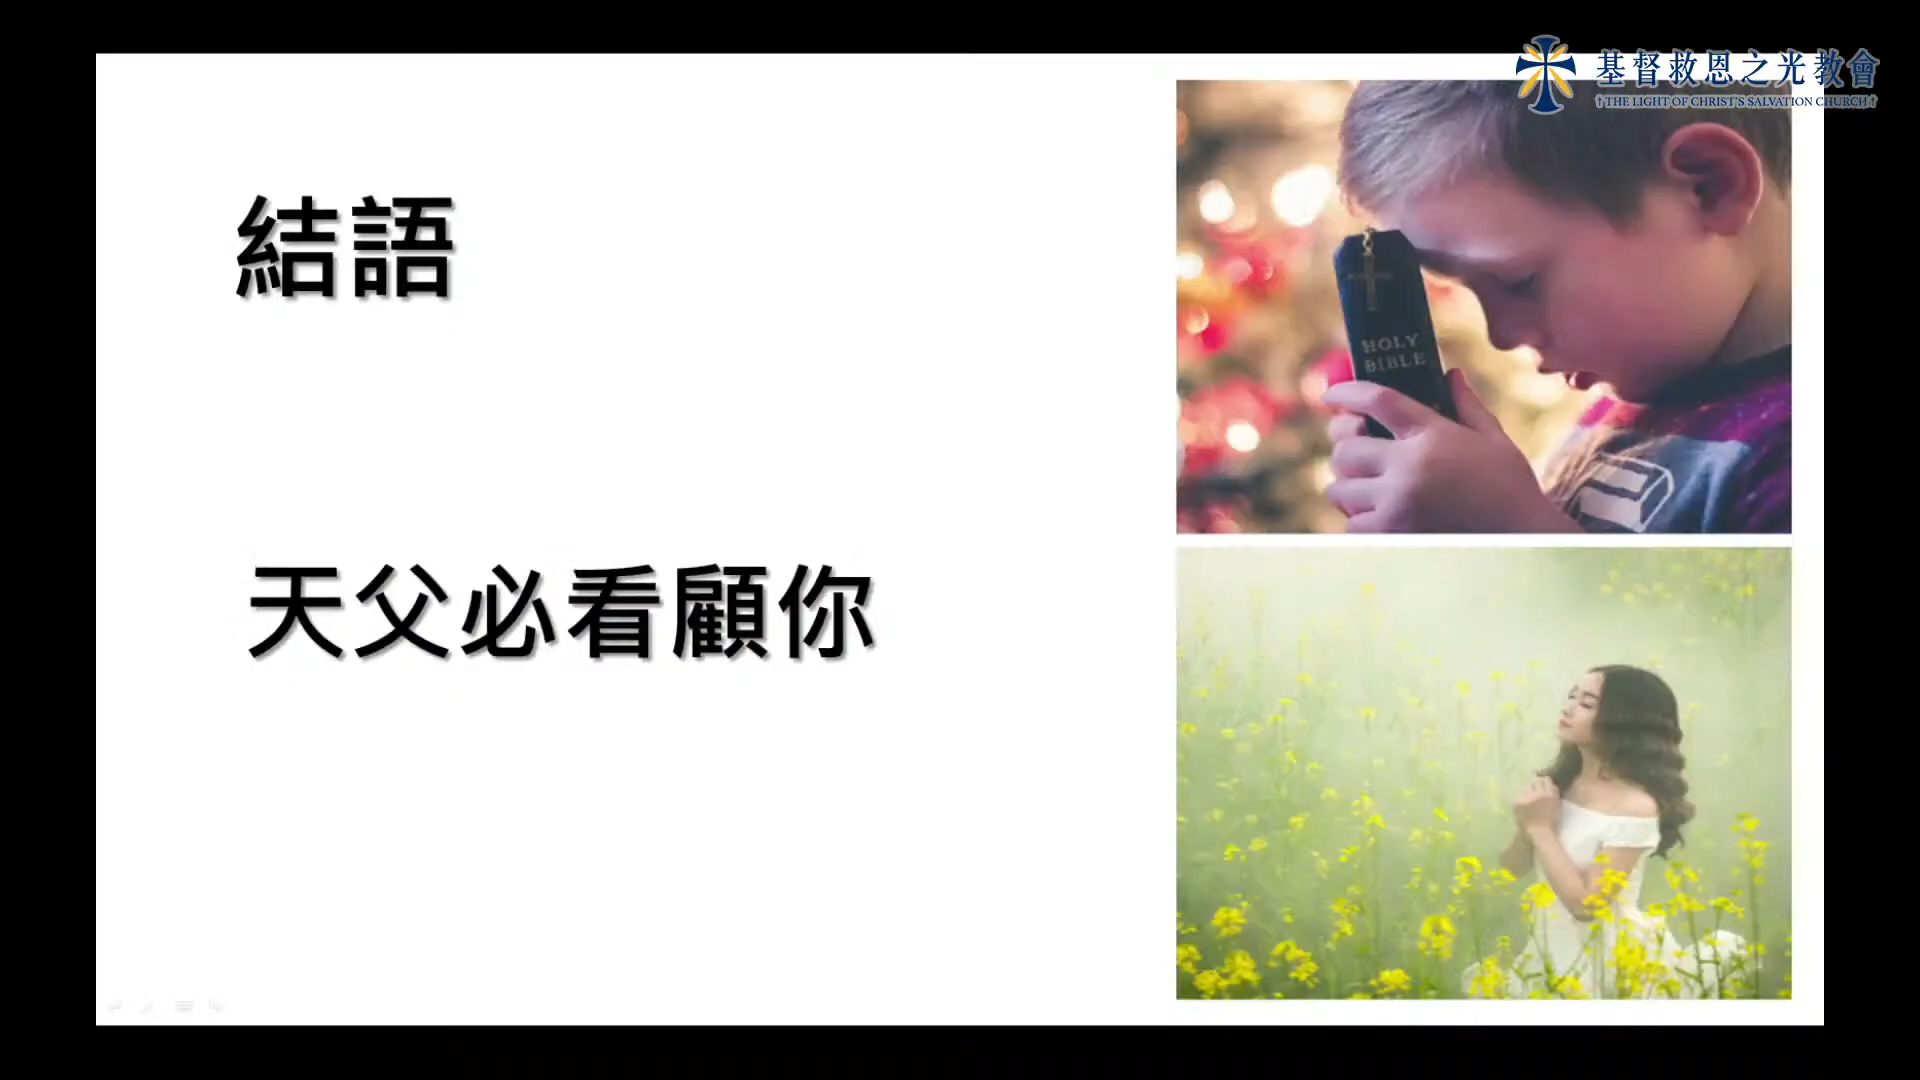 基督救恩之光教會
†THE LIGHT OF CHRIST'S SALVATION CHURCH†
結語
天父必看顧你
HOLY
BIBLE